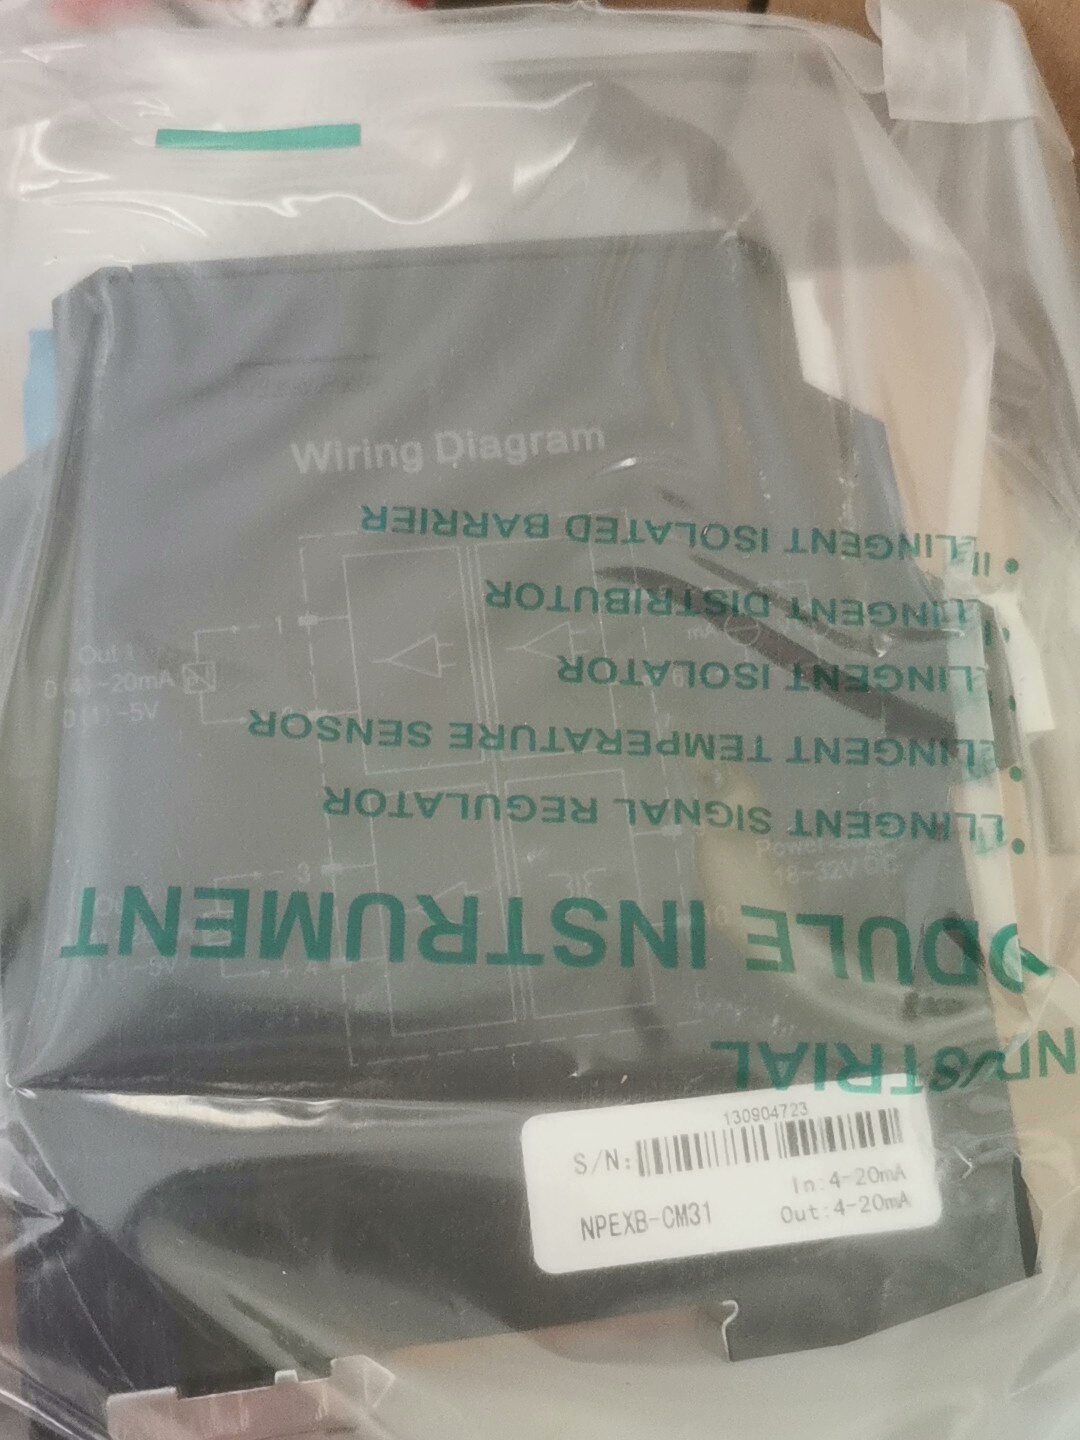 Wiring Diagram
Out 1
0(4)~20mA
0(1)~5V
1
mA
3
Power
18~32V DC
LLIGENT ISOLATED BARRIER
LLIGENT DISTRIBUTOR
LLIGENT ISOLATOR
LLIGENT TEMPERATURE SENSOR
LLIGENT SIGNAL REGULATOR
ODULE INSTRUMENT
NDUSTRIAL
130904723
S/N:
In:4-20mA
NPEXB-CM31
Out:4-20mA